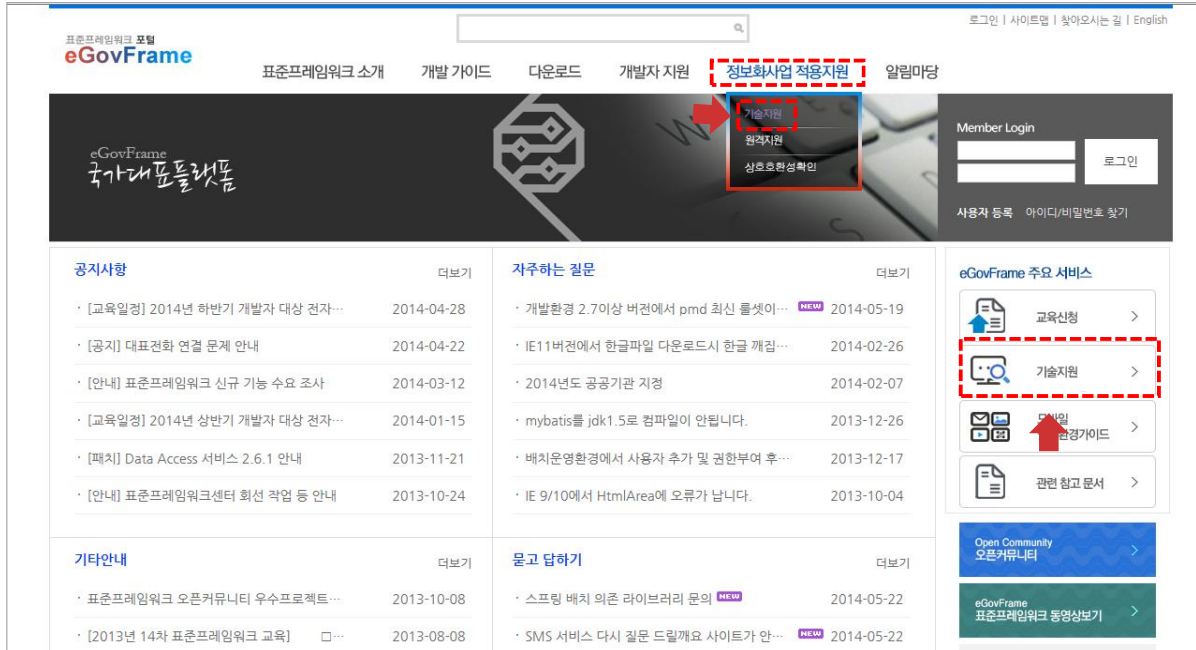 로그인 | 사이트맵 | 찾아오시는 길 | English
표준프레임워크 포털
eGovFrame
표준프레임워크 소개 개발 가이드 다운로드 개발자 지원 정보화사업 적용지원 알림마당
기술지원
원격지원
상호호환성확인
eGovFrame
국가대표플랫폼
Member Login
로그인
사용자 등록 아이디/비밀번호 찾기
공지사항 더보기
· [교육일정] 2014년 하반기 개발자 대상 전자… 2014-04-28
· [공지] 대표전화 연결 문제 안내 2014-04-22
· [안내] 표준프레임워크 신규 기능 수요 조사 2014-03-12
· [교육일정] 2014년 상반기 개발자 대상 전자… 2014-01-15
· [패치] Data Access 서비스 2.6.1 안내 2013-11-21
· [안내] 표준프레임워크센터 회선 작업 등 안내 2013-10-24
자주하는 질문 더보기
· 개발환경 2.7이상 버전에서 pmd 최신 룰셋이… NEW 2014-05-19
· IE11버전에서 한글파일 다운로드시 한글 깨짐… 2014-02-26
· 2014년도 공공기관 지정 2014-02-07
· mybatis를 jdk1.5로 컴파일이 안됩니다. 2013-12-26
· 배치운영환경에서 사용자 추가 및 권한부여 후… 2013-12-17
· IE 9/10에서 HtmlArea에 오류가 납니다. 2013-10-04
eGovFrame 주요 서비스
교육신청
기술지원
경가이드
관련 참고 문서
기타안내 더보기
· 표준프레임워크 오픈커뮤니티 우수프로젝트… 2013-10-08
· [2013년 14차 표준프레임워크 교육] □… 2013-08-08
묻고 답하기 더보기
· 스프링 배치 의존 라이브러리 문의 NEW 2014-05-22
· SMS 서비스 다시 질문 드릴깨요 사이트가 안… NEW 2014-05-22
Open Community
오픈커뮤니티
eGovFrame
표준프레임워크 동영상보기